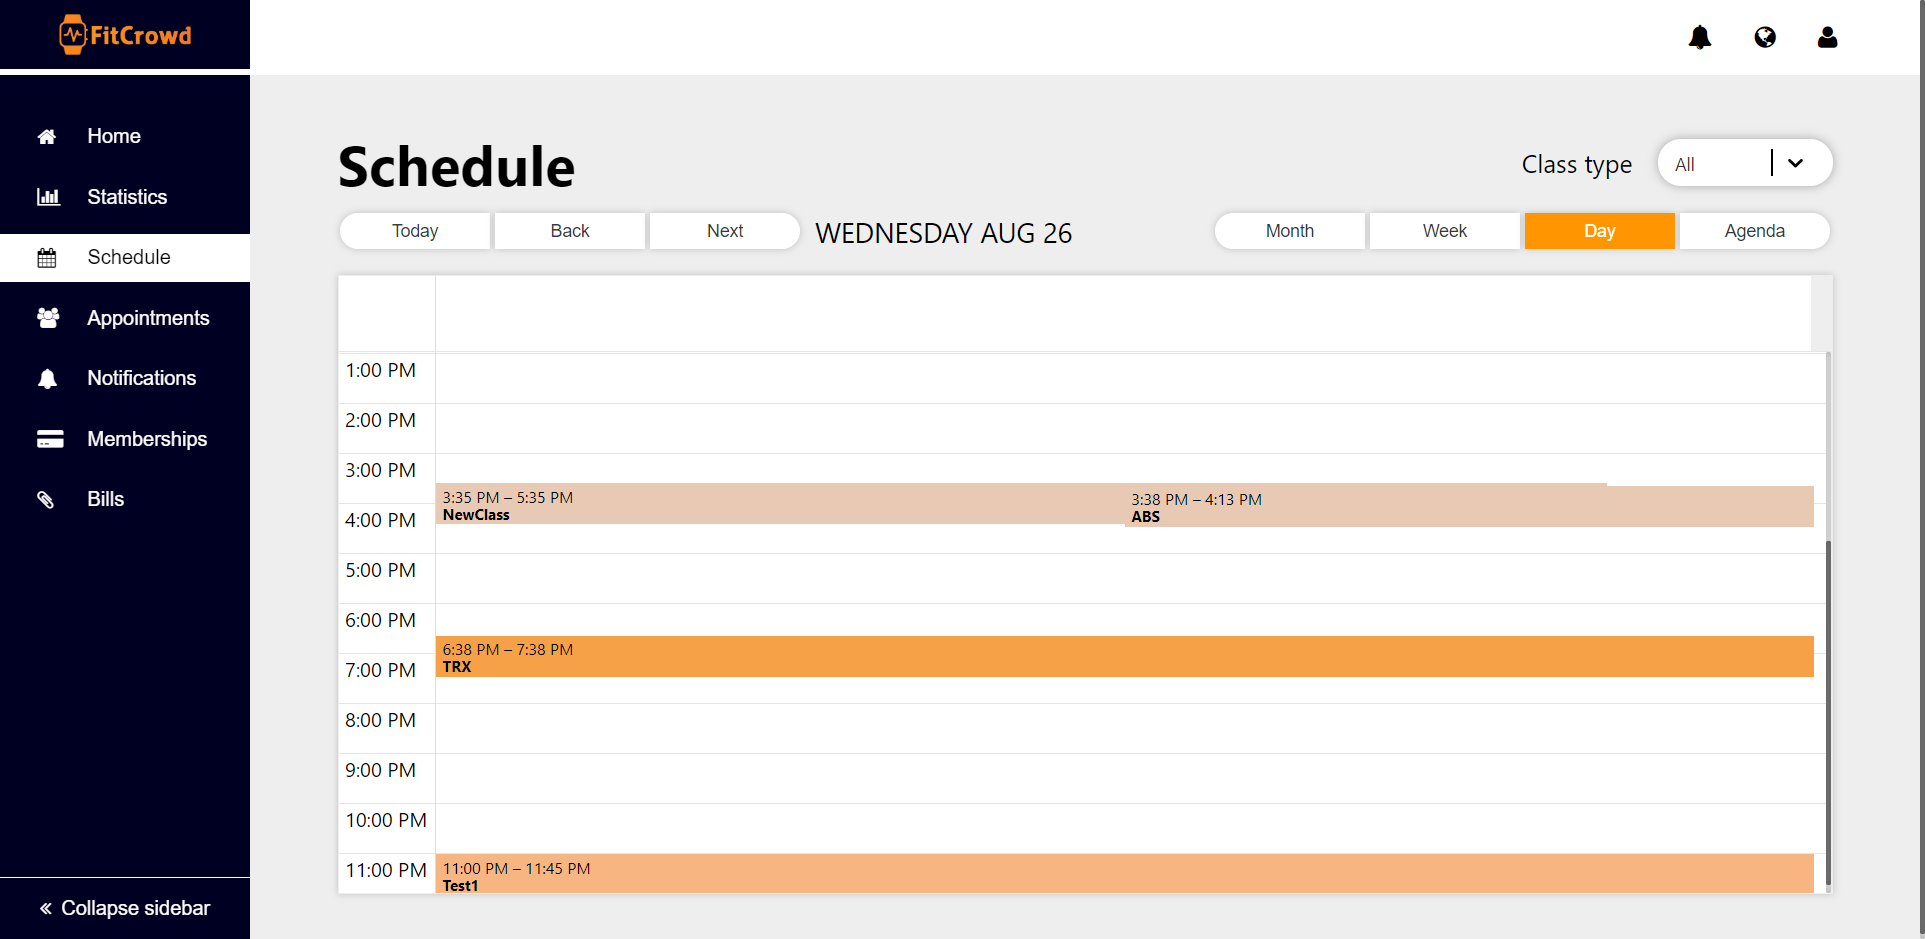 FitCrowd
Home
Statistics
Schedule
Appointments
Notifications
Memberships
Bills
« Collapse sidebar
Schedule
Class type
All
Today
Back
Next
WEDNESDAY AUG 26
Month
Week
Day
Agenda
1:00 PM
2:00 PM
3:00 PM
3:35 PM – 5:35 PM
NewClass
3:38 PM – 4:13 PM
ABS
4:00 PM
5:00 PM
6:00 PM
6:38 PM – 7:38 PM
TRX
7:00 PM
8:00 PM
9:00 PM
10:00 PM
11:00 PM
11:00 PM – 11:45 PM
Test1